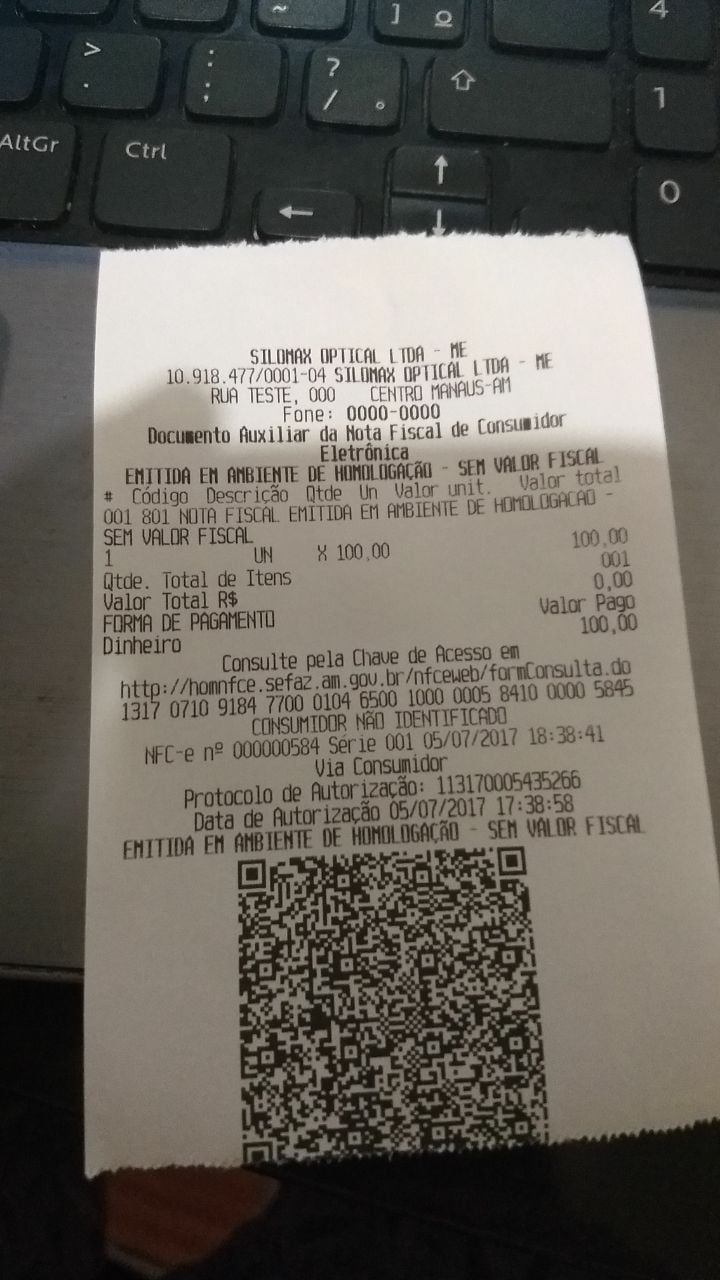 ~ ] º 4
> . : ; ? / ° 1
AltGr Ctrl 0
SILOMAX OPTICAL LTDA - ME
10.918.477/0001-04 SILOMAX OPTICAL LTDA - ME
RUA TESTE, 000 CENTRO MANAUS-AM
Fone: 0000-0000
Documento Auxiliar da Nota Fiscal de Consumidor
Eletrônica
EMITIDA EM AMBIENTE DE HOMOLOGAÇÃO - SEM VALOR FISCAL
# Código Descrição Qtde Un Valor unit. Valor total
001 801 NOTA FISCAL EMITIDA EM AMBIENTE DE HOMOLOGACAO -
SEM VALOR FISCAL
1 UN X 100,00 100,00
Qtde. Total de Itens 001
Valor Total R$ 0,00
FORMA DE PAGAMENTO Valor Pago
Dinheiro 100,00
Consulte pela Chave de Acesso em
http://homnfce.sefaz.am.gov.br/nfceweb/formConsulta.do
1317 0710 9184 7700 0104 6500 1000 0005 8410 0000 5845
CONSUMIDOR NÃO IDENTIFICADO
NFC-e nº 000000584 Série 001 05/07/2017 18:38:41
Via Consumidor
Protocolo de Autorização: 113170005435266
Data de Autorização 05/07/2017 17:38:58
EMITIDA EM AMBIENTE DE HOMOLOGAÇÃO - SEM VALOR FISCAL